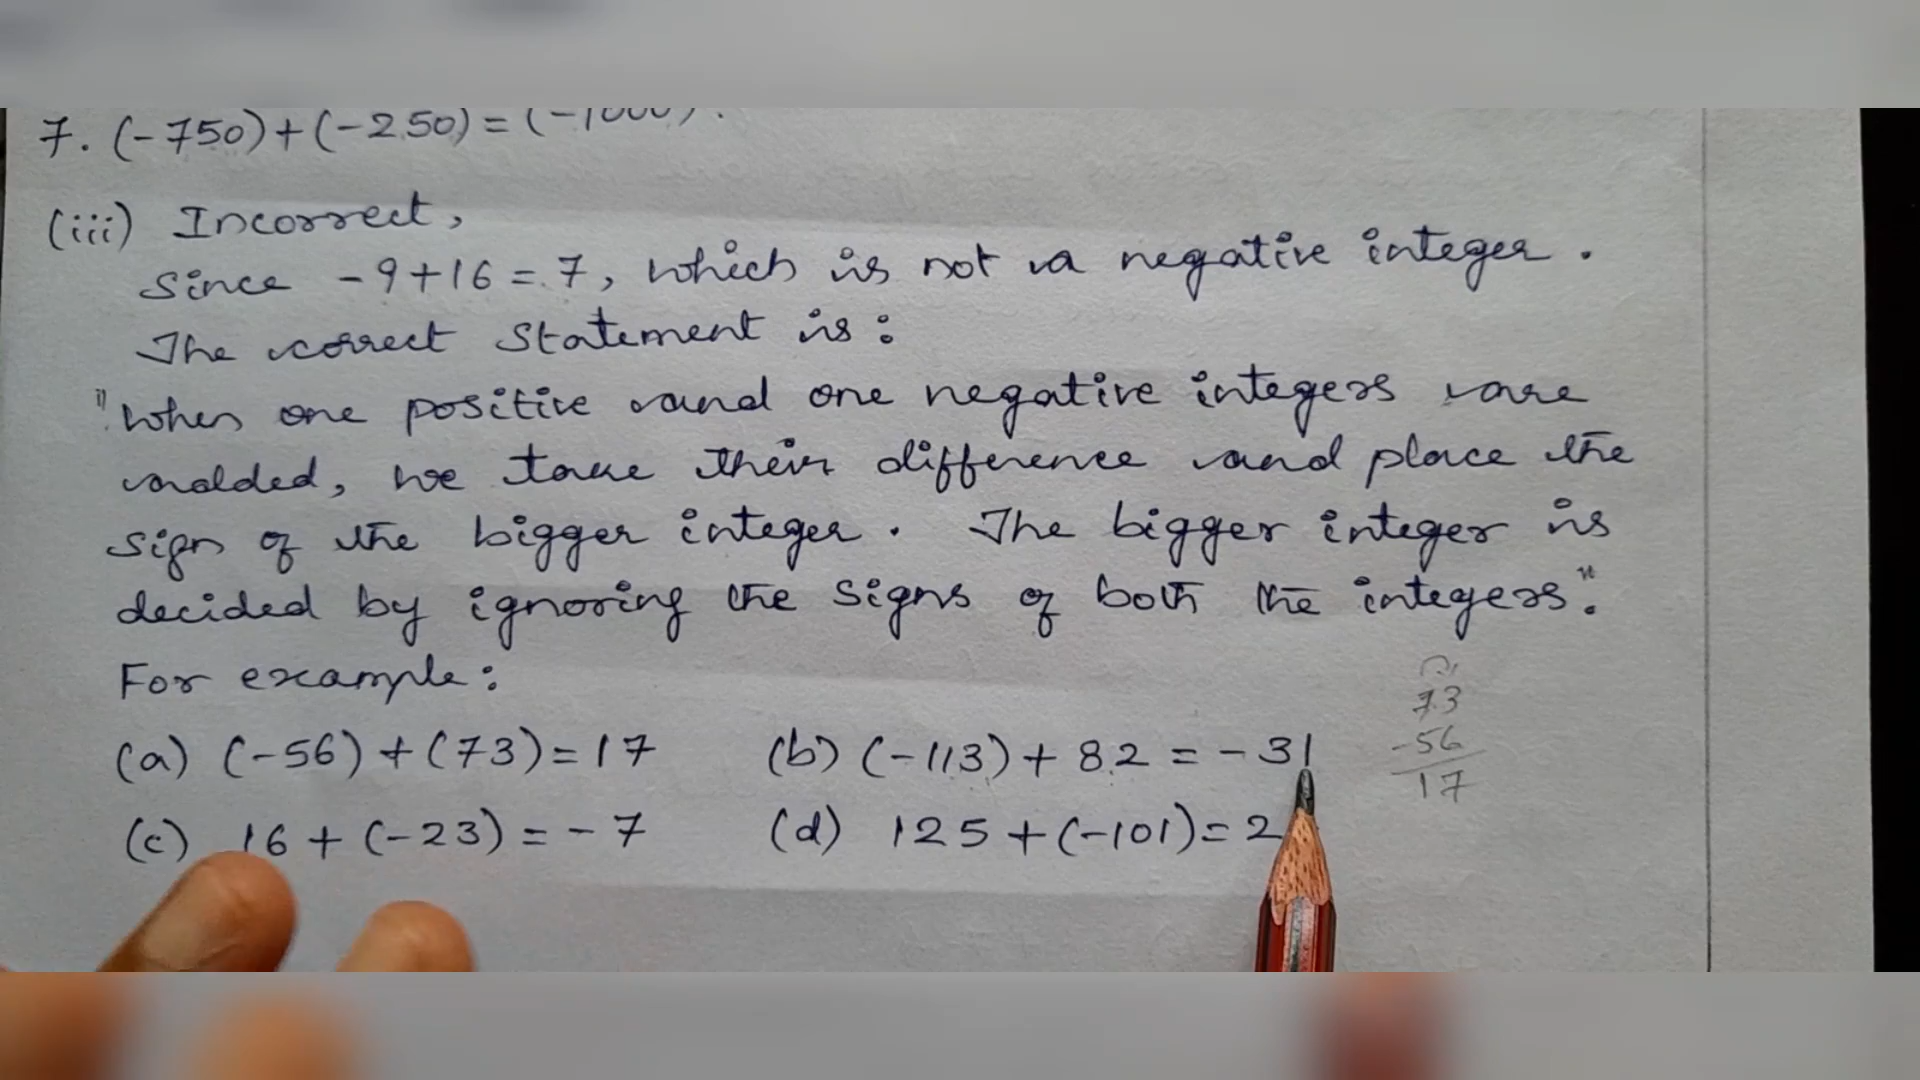 7. (-750)+(-250)=(-1000).
(iii) Incorrect,
Since -9+16=7, which is not a negative integer.
The correct statement is:
"When one positive and one negative integers are
added, we take their difference and place the
sign of the bigger integer. The bigger integer is
decided by ignoring the signs of both the integers."
For example:
(a) (-56)+(73)=17 (b) (-113)+82=-31
(c) 16+(-23)=-7 (d) 125+(-101)=2
73
-56
17